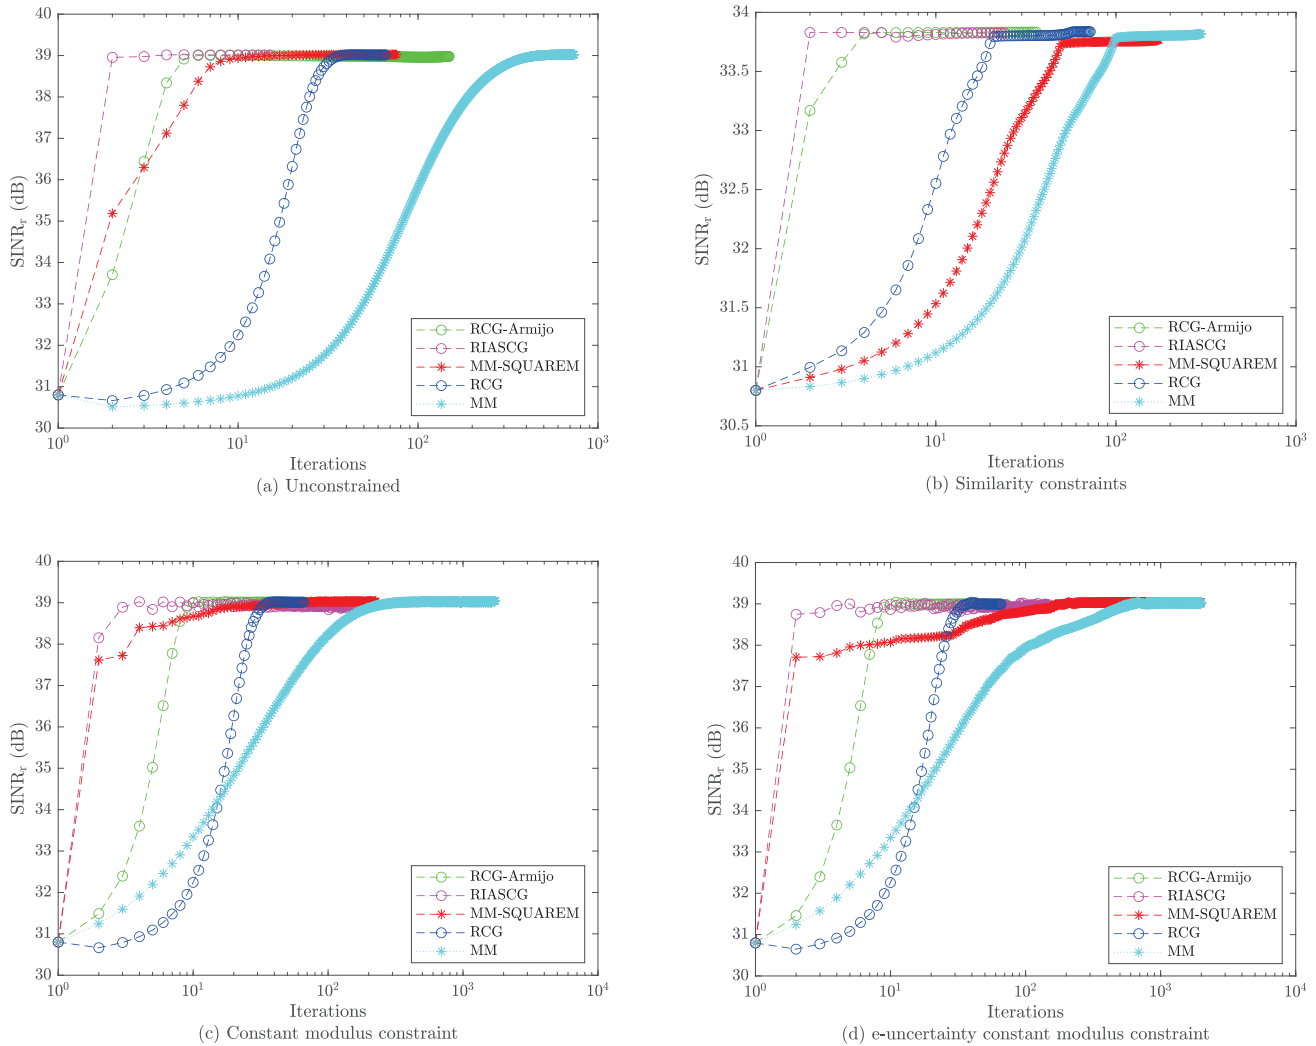 40
39
38
37
36
35
34
33
32
31
30
SINR_r (dB)
10^0
10^1
10^2
10^3
Iterations
RCG-Armijo
RIASCG
MM-SQUAREM
RCG
MM
(a) Unconstrained
34
33.5
33
32.5
32
31.5
31
30.5
SINR_r (dB)
10^0
10^1
10^2
10^3
Iterations
RCG-Armijo
RIASCG
MM-SQUAREM
RCG
MM
(b) Similarity constraints
40
39
38
37
36
35
34
33
32
31
30
SINR_r (dB)
10^0
10^1
10^2
10^3
10^4
Iterations
RCG-Armijo
RIASCG
MM-SQUAREM
RCG
MM
(c) Constant modulus constraint
40
39
38
37
36
35
34
33
32
31
30
SINR_r (dB)
10^0
10^1
10^2
10^3
10^4
Iterations
RCG-Armijo
RIASCG
MM-SQUAREM
RCG
MM
(d) e-uncertainty constant modulus constraint